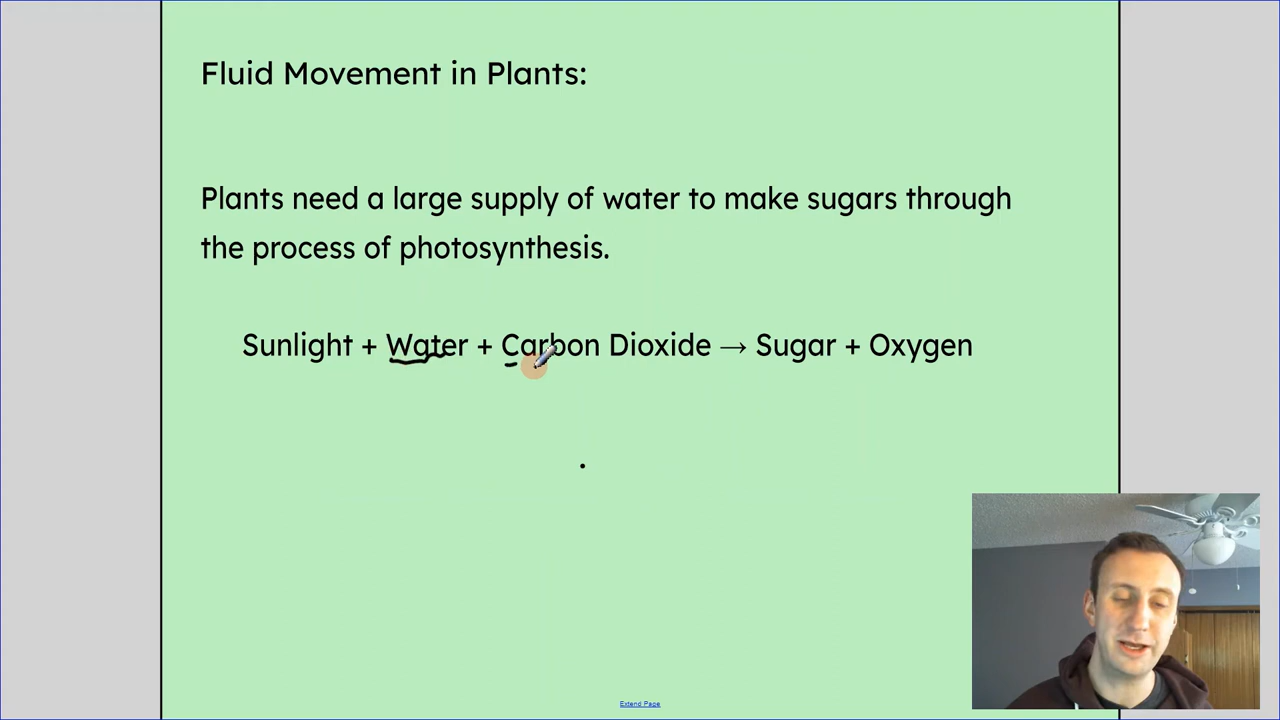 Fluid Movement in Plants:
Plants need a large supply of water to make sugars through
the process of photosynthesis.
Sunlight + Water + Carbon Dioxide → Sugar + Oxygen
Extend Page